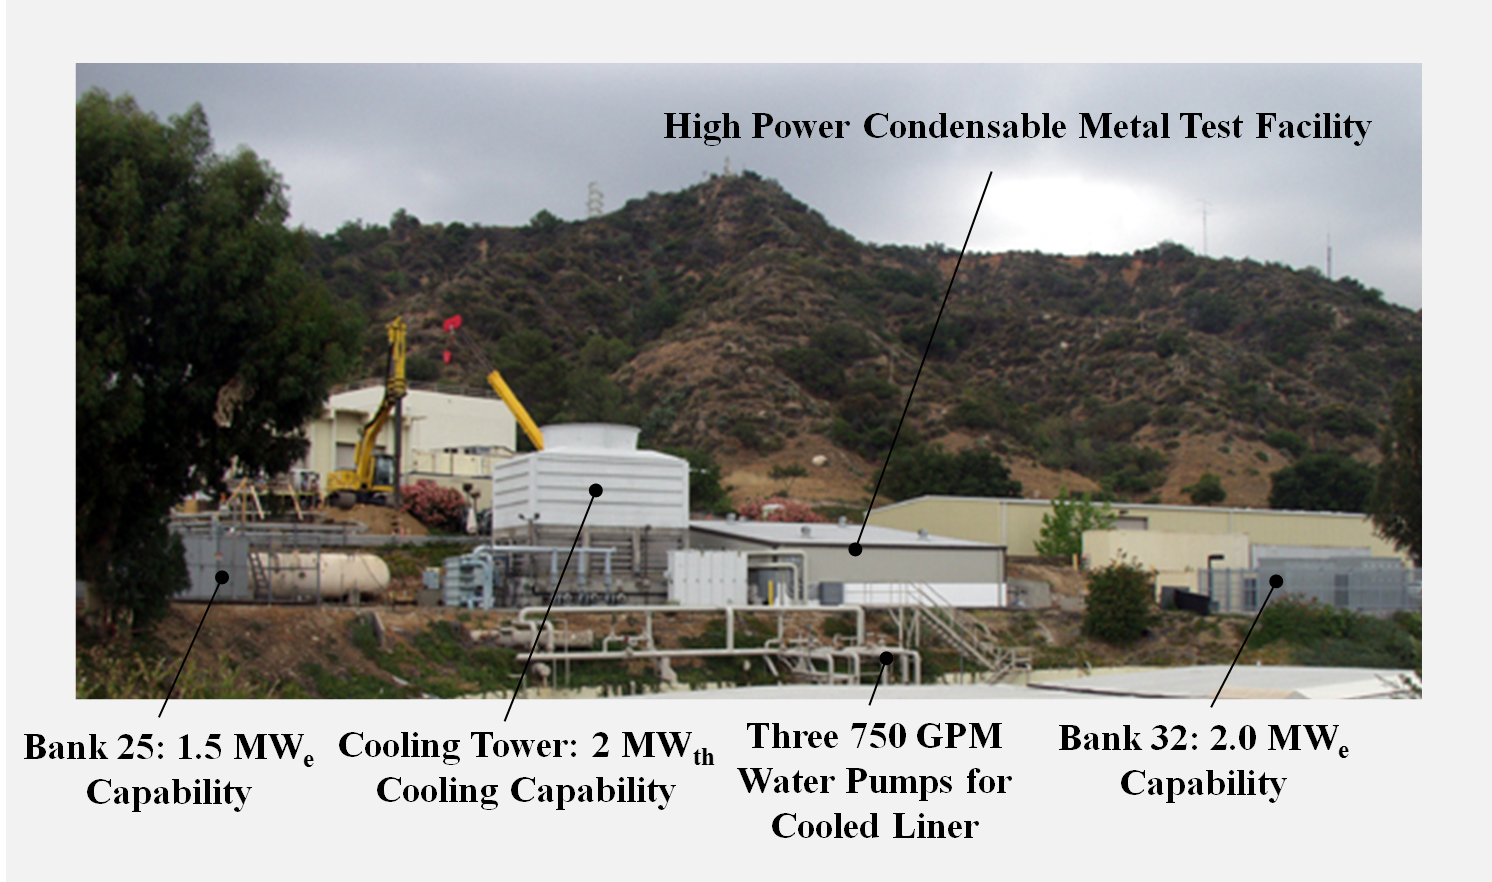 High Power Condensable Metal Test Facility
Bank 25: 1.5 MWe
Capability
Cooling Tower: 2 MWth
Cooling Capability
Three 750 GPM
Water Pumps for
Cooled Liner
Bank 32: 2.0 MWe
Capability